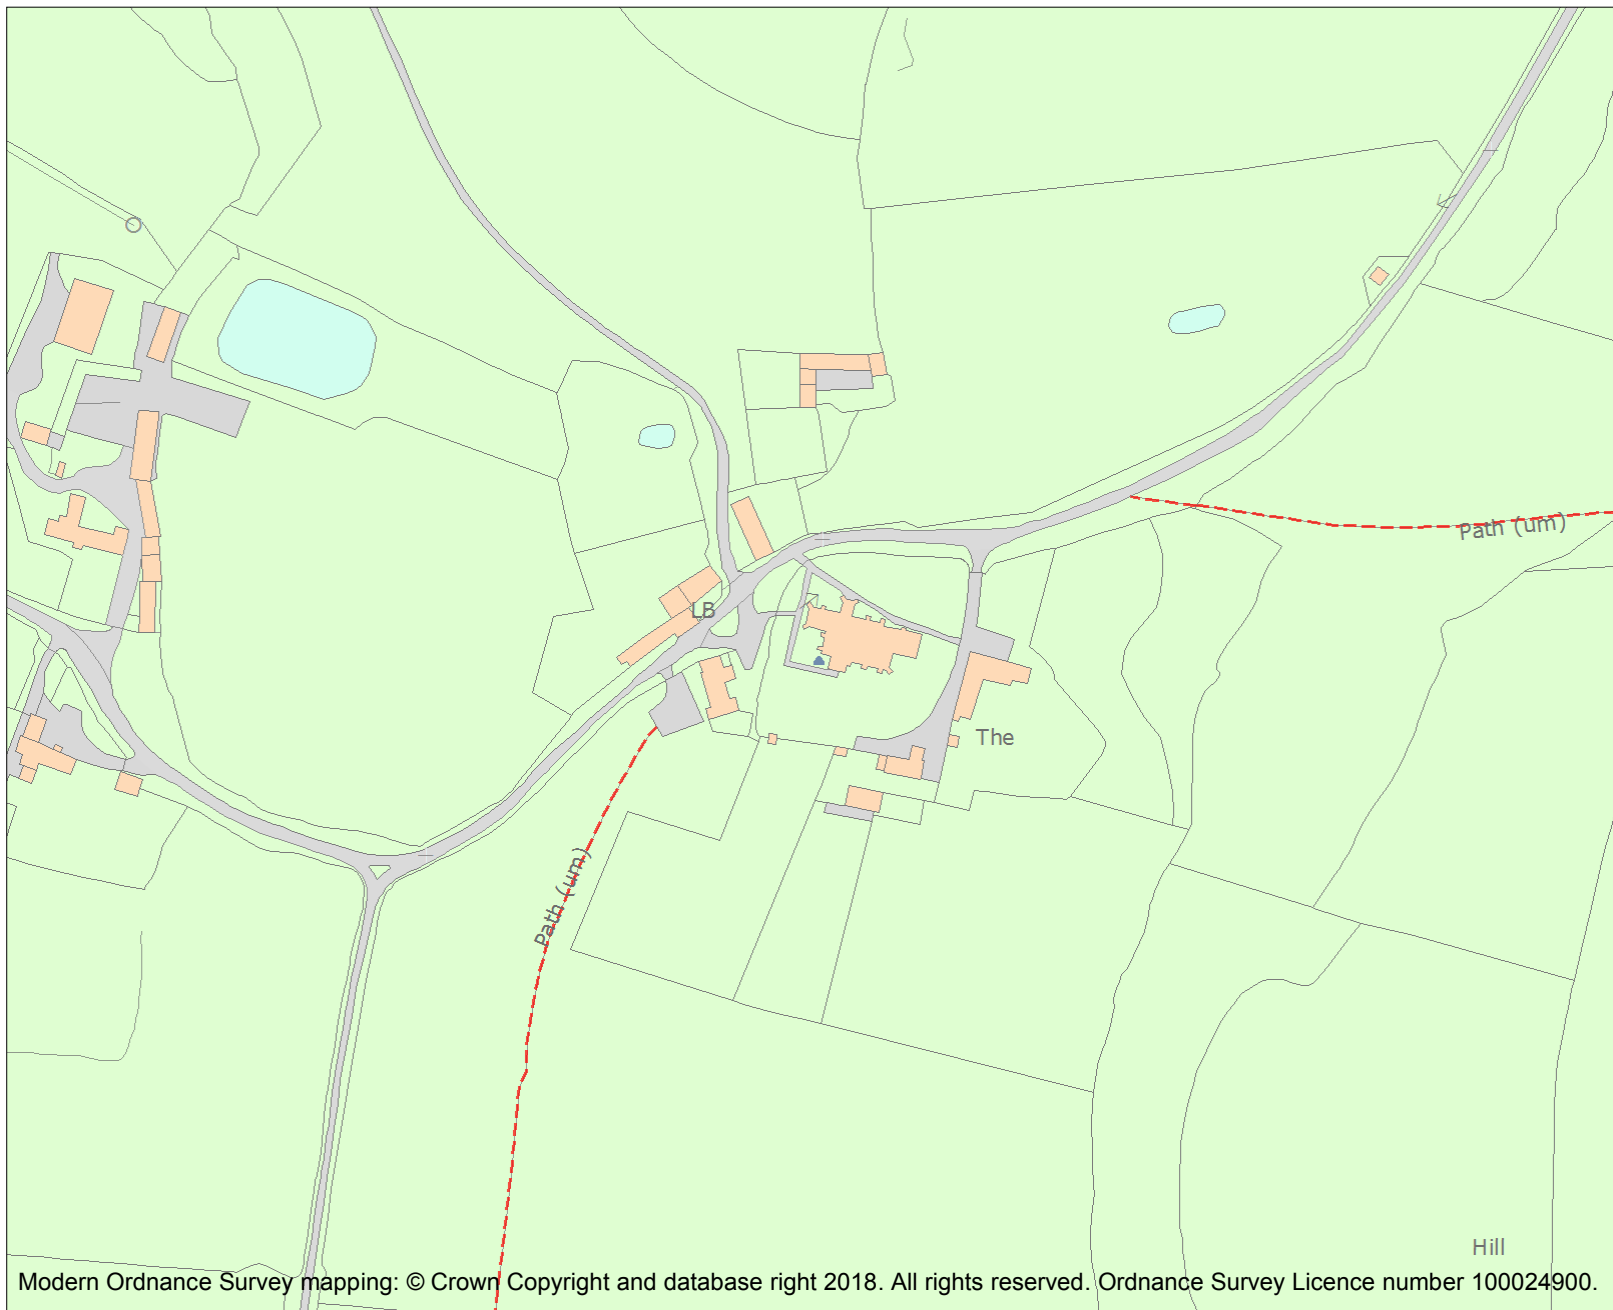 Path (um)
LB
The
Path (um)
Hill
Modern Ordnance Survey mapping: © Crown Copyright and database right 2018. All rights reserved. Ordnance Survey Licence number 100024900.